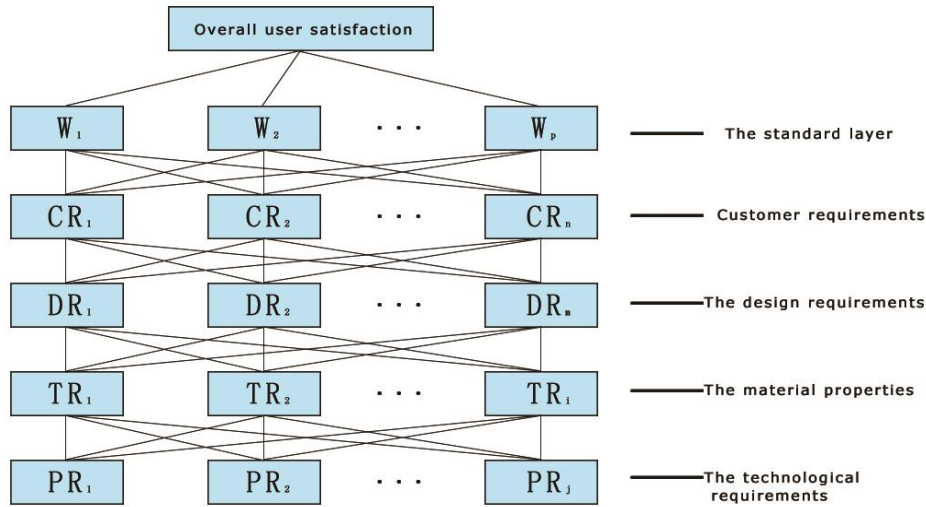 Overall user satisfaction
W₁ W₂ ... Wₚ The standard layer
CR₁ CR₂ ... CRₙ Customer requirements
DR₁ DR₂ ... DRₘ The design requirements
TR₁ TR₂ ... TRᵢ The material properties
PR₁ PR₂ ... PRⱼ The technological
requirements